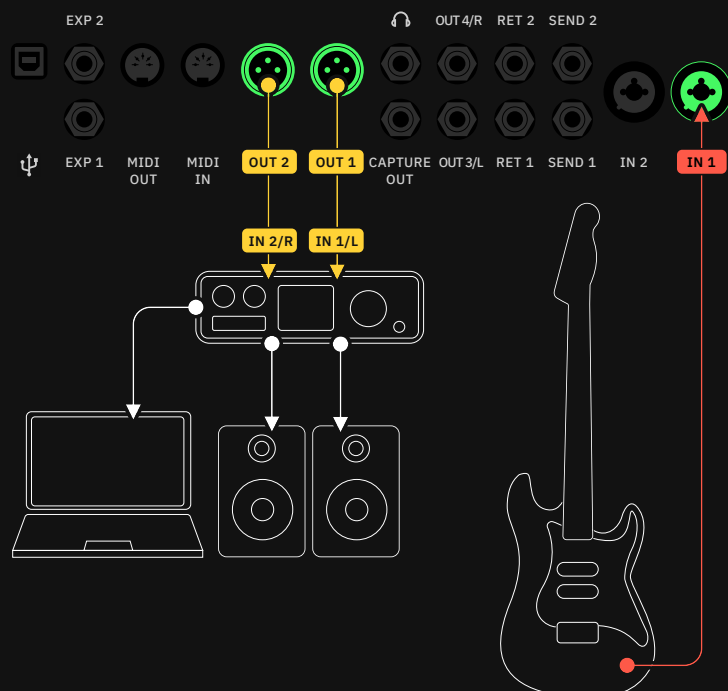 EXP 2
OUT4/R
RET 2
SEND 2
EXP 1
MIDI
OUT
MIDI
IN
OUT 2
OUT 1
CAPTURE
OUT
OUT3/L
RET 1
SEND 1
IN 2
IN 1
IN 2/R
IN 1/L